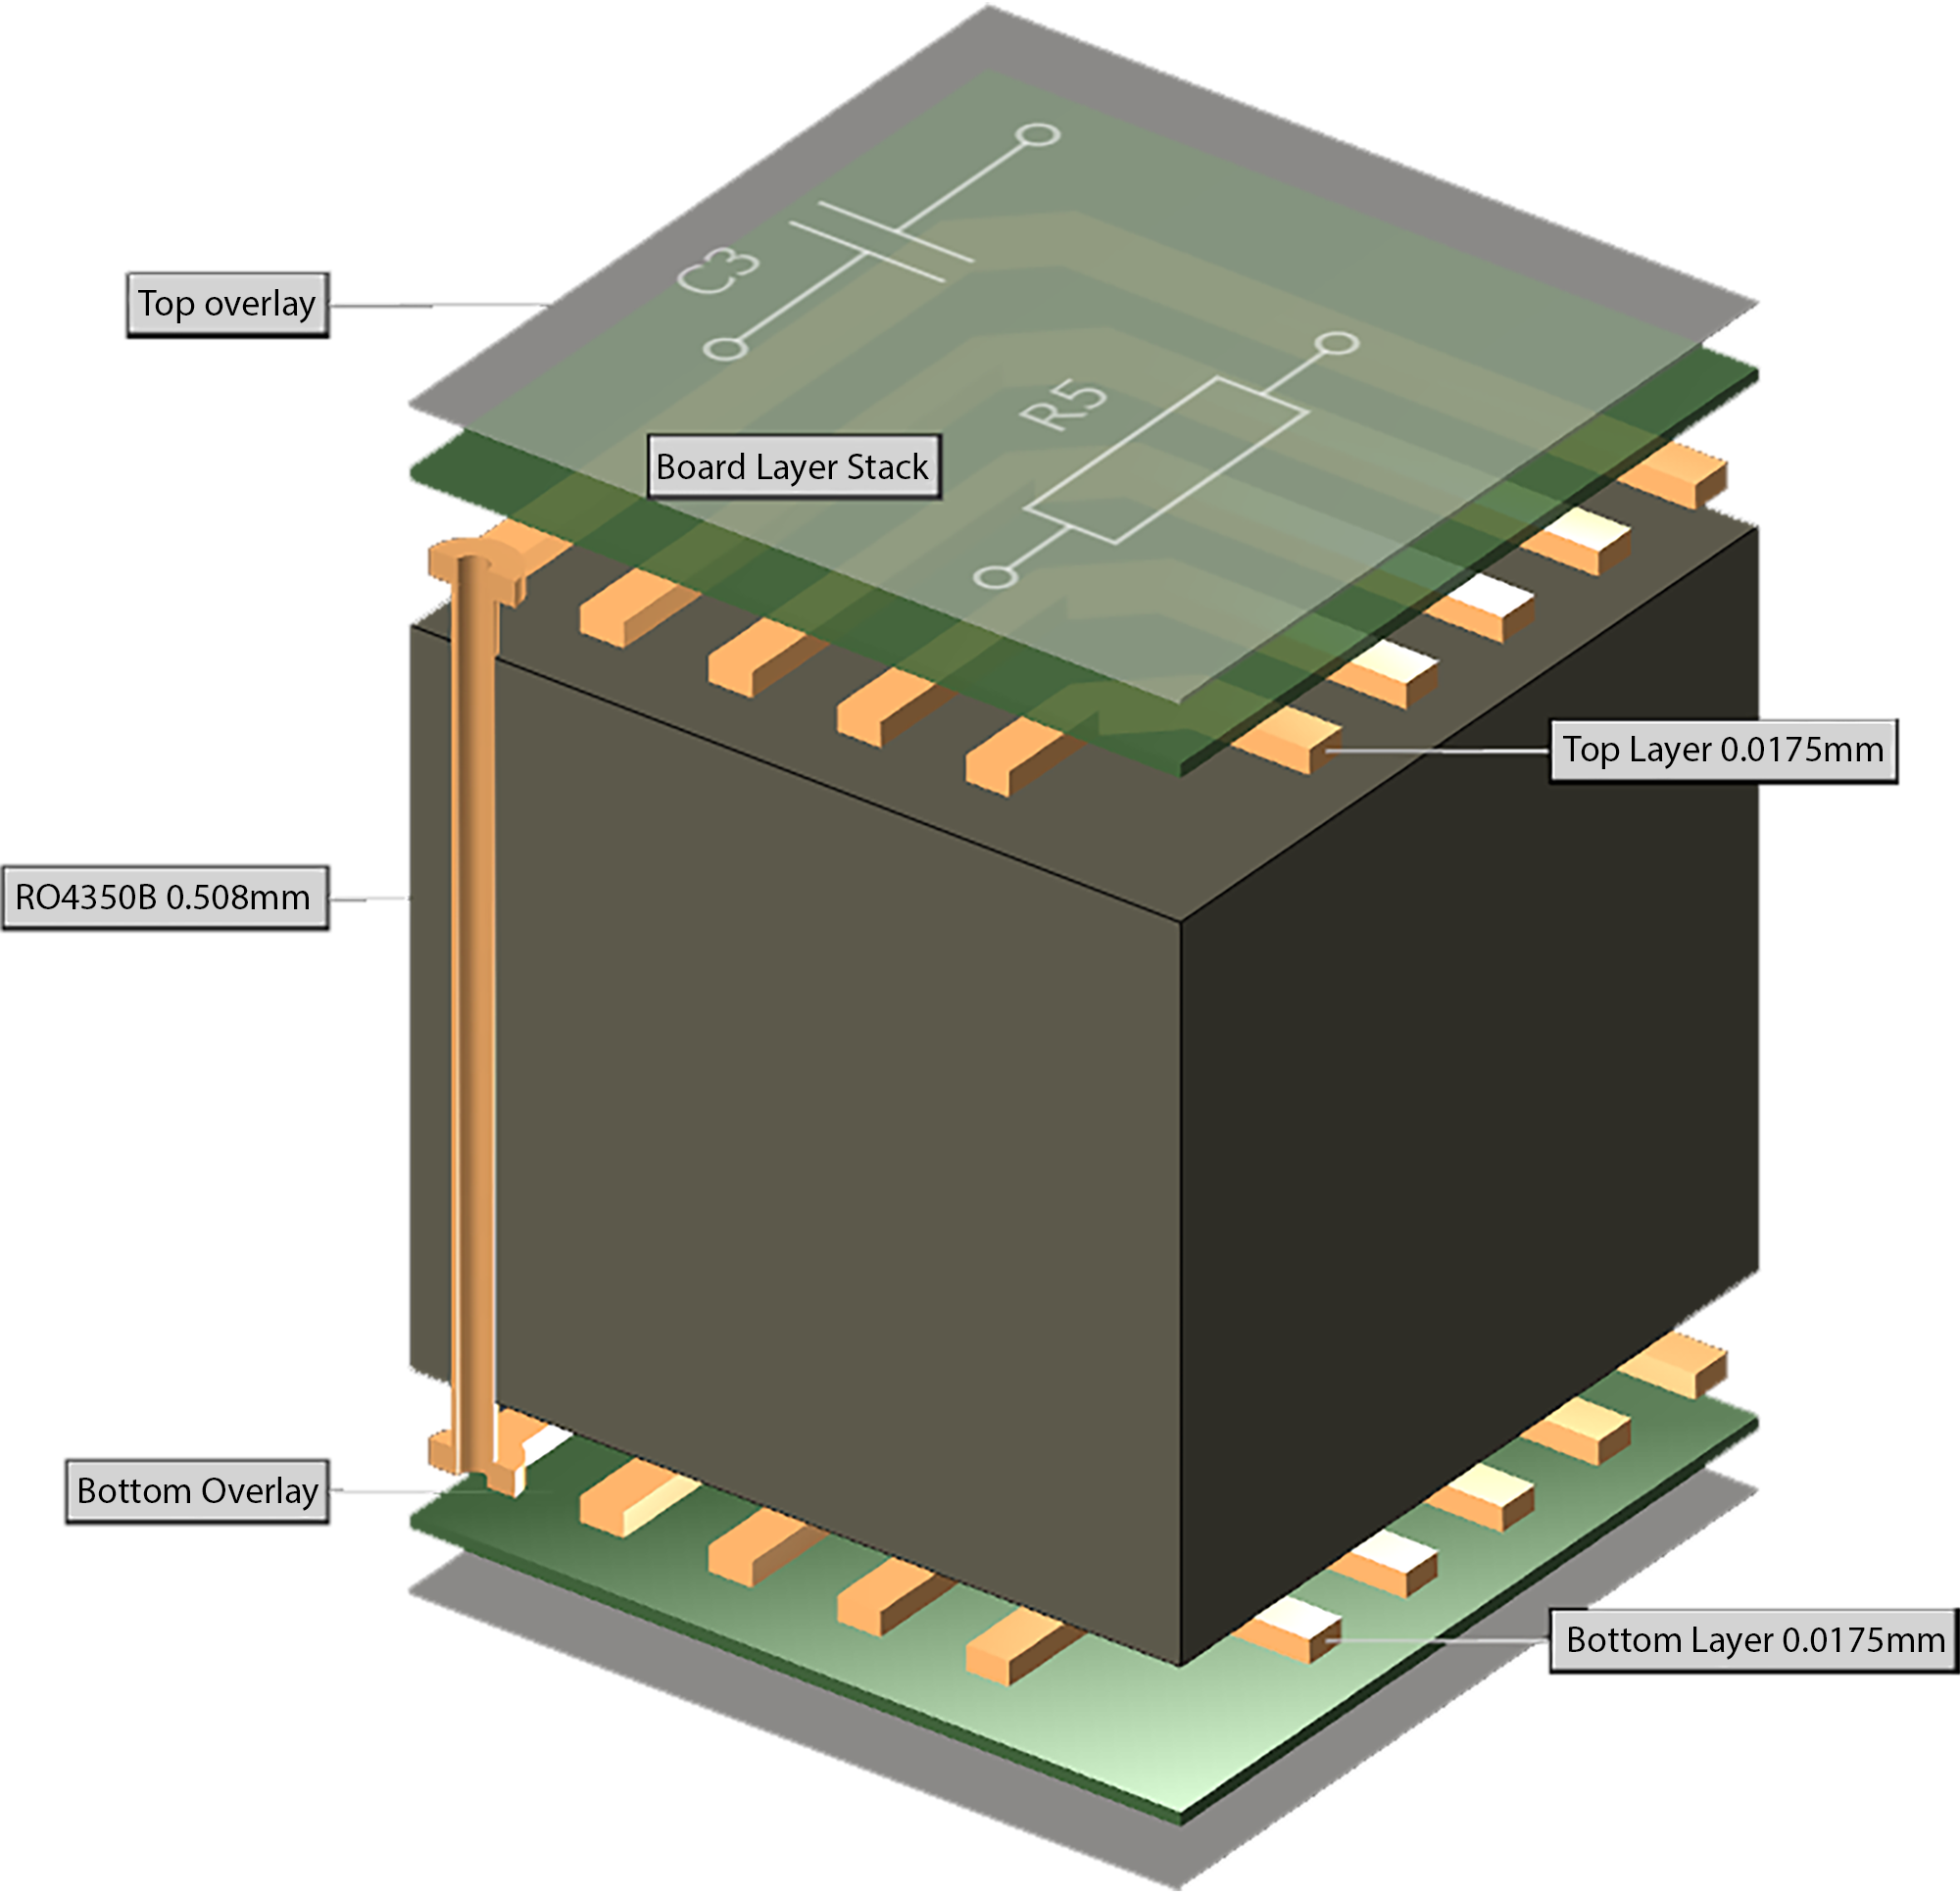 Top overlay
C3
R5
Board Layer Stack
Top Layer 0.0175mm
RO4350B 0.508mm
Bottom Overlay
Bottom Layer 0.0175mm